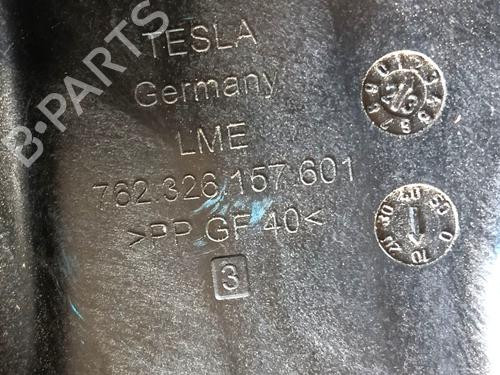 TESLA
Germany
LME
762.326.157.601
>PP GF 40<
3
B-PARTS